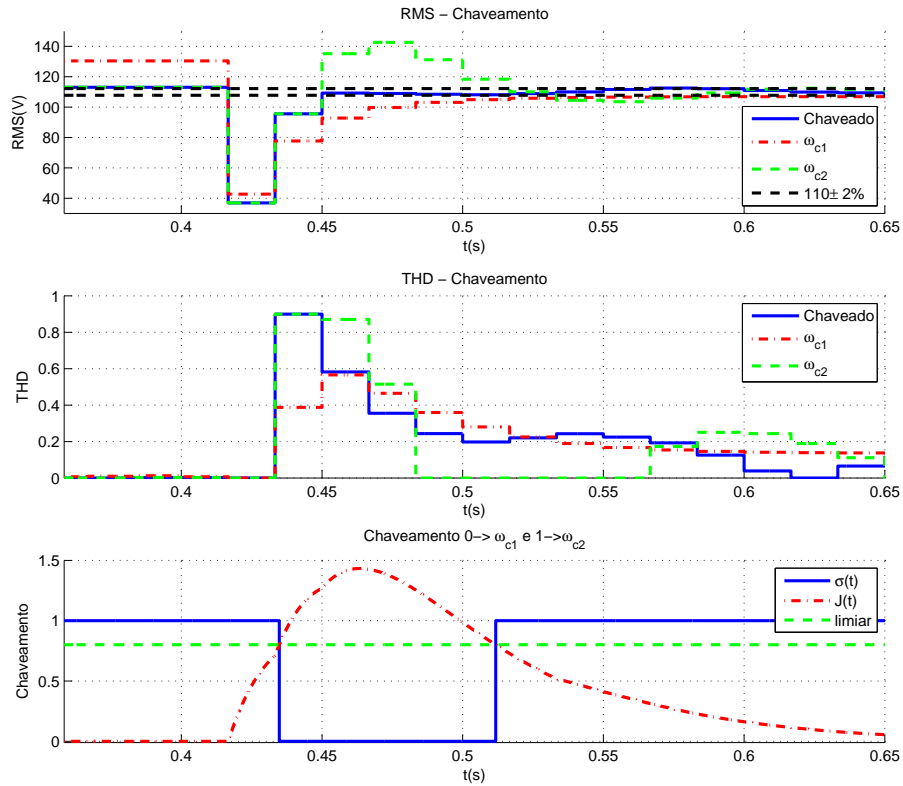 RMS − Chaveamento
RMS(V)
140
120
100
80
60
40
0.4
0.45
0.5
0.55
0.6
0.65
t(s)
Chaveado
ωc1
ωc2
110± 2%
THD − Chaveamento
THD
1
0.8
0.6
0.4
0.2
0
0.4
0.45
0.5
0.55
0.6
0.65
t(s)
Chaveado
ωc1
ωc2
Chaveamento 0−> ωc1 e 1−>ωc2
Chaveamento
1.5
1
0.5
0
0.4
0.45
0.5
0.55
0.6
0.65
t(s)
σ(t)
J(t)
limiar